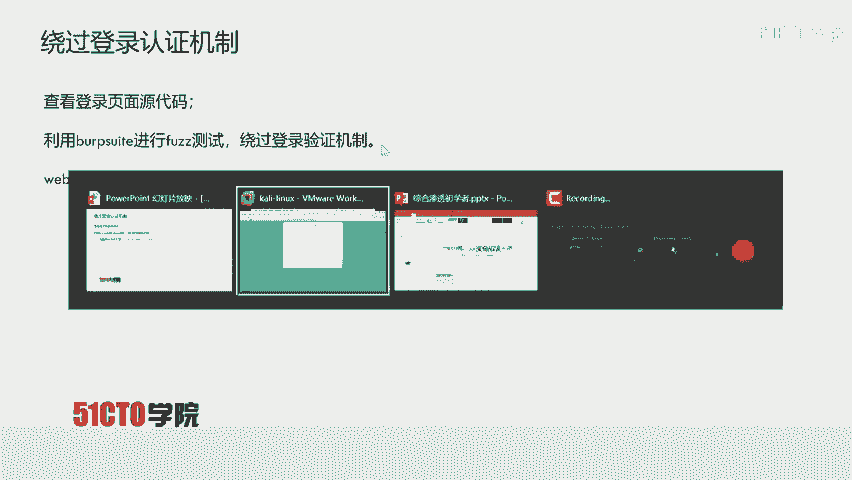 绕过登录认证机制
查看登录页面源代码；
利用burpsuite进行fuzz测试，绕过登录验证机制。
web
PowerPoint 幻灯片放映 - [...
kali-linux - VMware Work...
综合渗透初学者.pptx - Po...
Recording...
51CTO学院